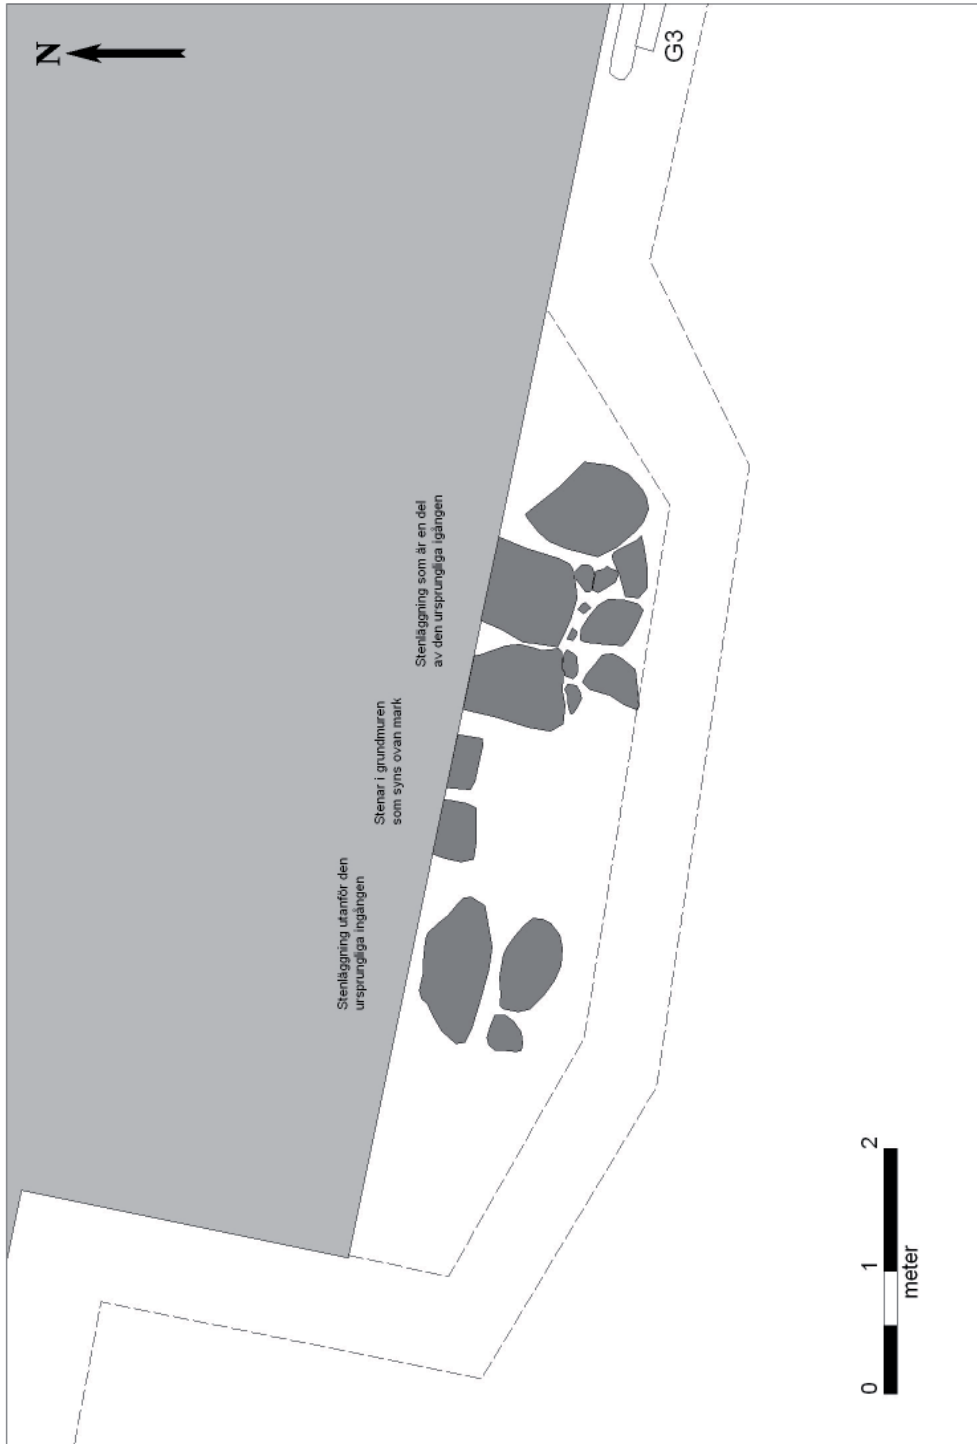 N
Stenläggning utanför den
ursprungliga ingången
Stenar i grundmuren
som syns ovan mark
Stenläggning som är en del
av den ursprungliga igången
G3
0 1 2
meter